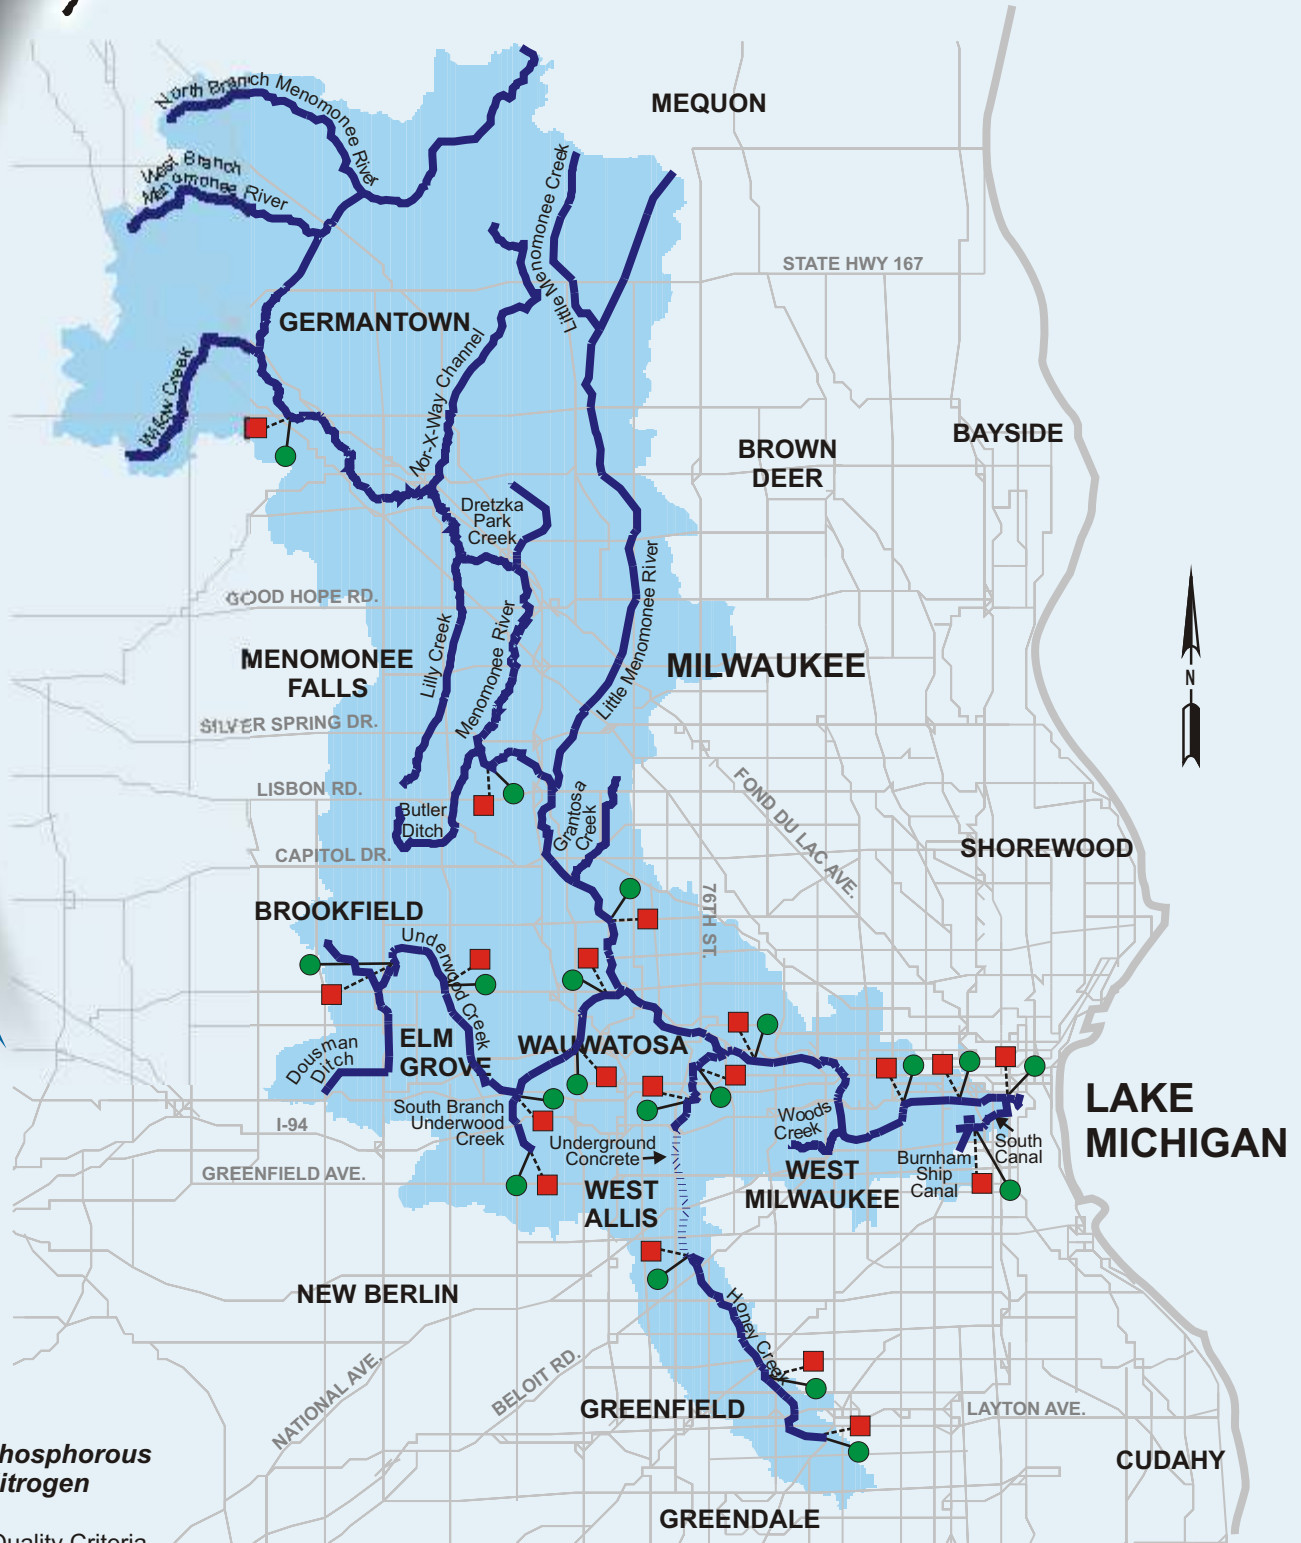 MEQUON
North Branch Menomonee River
West Branch
Menomonee River
Little Menomonee Creek
STATE HWY 167
GERMANTOWN
Willow Creek
Nor-X-Way Channel
BAYSIDE
BROWN
DEER
Dretzka
Park
Creek
GOOD HOPE RD.
Lilly Creek
Menomonee River
Little Menomonee River
N
MENOMONEE
FALLS
MILWAUKEE
SILVER SPRING DR.
LISBON RD.
Butler
Ditch
Grantosa
Creek
FOND DU LAC AVE.
CAPITOL DR.
SHOREWOOD
76TH ST.
BROOKFIELD
Underwood Creek
ELM
GROVE
WAUWATOSA
Dousman
Ditch
LAKE
MICHIGAN
I-94
South Branch
Underwood
Creek
Woods
Creek
Underground
Concrete
Burnham
Ship
Canal
South
Canal
GREENFIELD AVE.
WEST
ALLIS
WEST
MILWAUKEE
NEW BERLIN
Honey Creek
NATIONAL AVE.
BELOIT RD.
GREENFIELD
LAYTON AVE.
hosphorous
itrogen
CUDAHY
GREENDALE
Quality Criteria